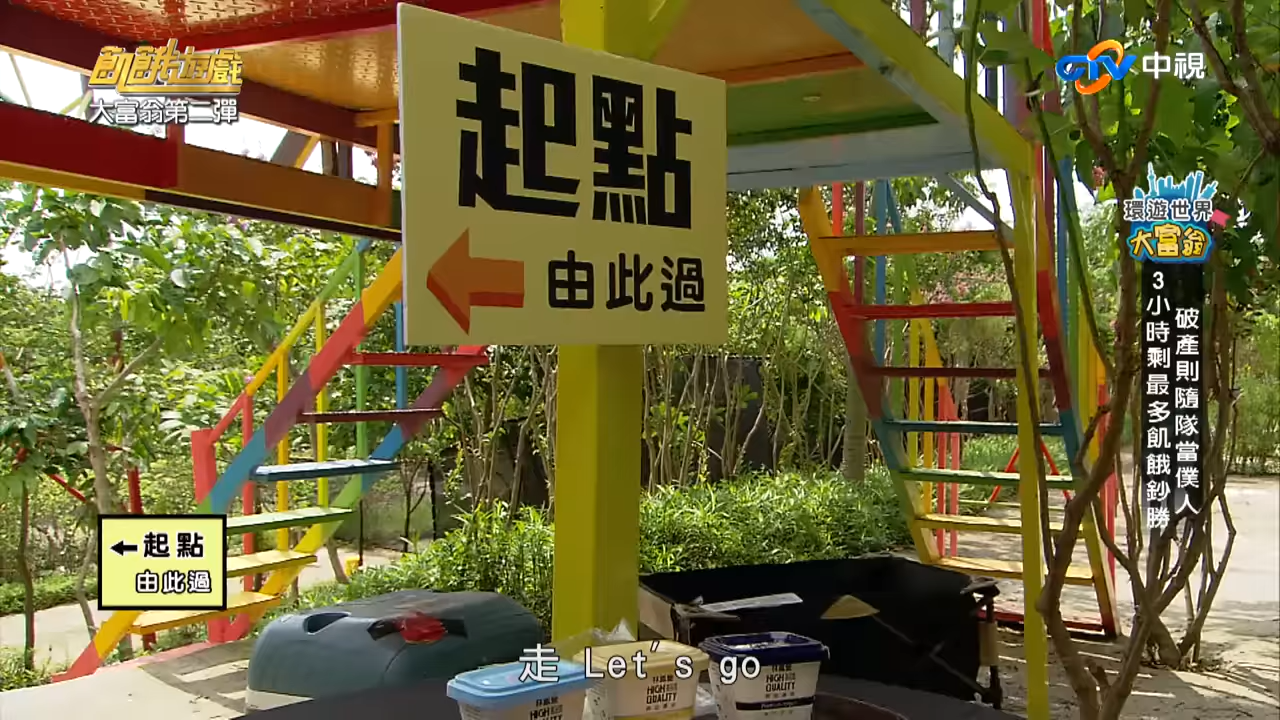 飢餓遊戲
大富翁第二彈
起點
由此過
CTV 中視
環遊世界
大富翁
破產則隨隊當僕人
3小時剩最多飢餓鈔勝
起點
由此過
走 Let's go
HIGH
QUALITY
HIGH
QUALITY
HIGH
QUALITY